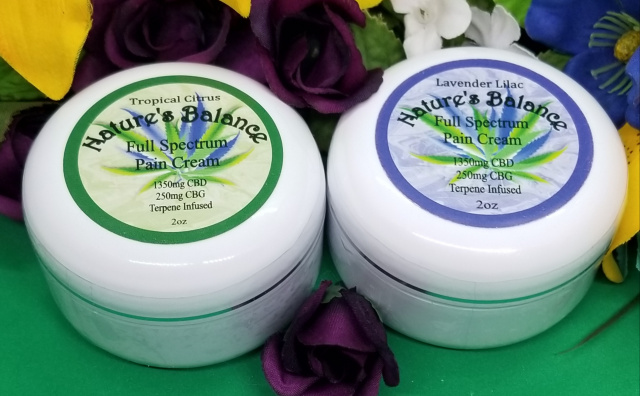 Tropical Citrus
Nature's Balance
Full Spectrum
Pain Cream
1350mg CBD
250mg CBG
Terpene Infused
2oz
Lavender Lilac
Nature's Balance
Full Spectrum
Pain Cream
1350mg CBD
250mg CBG
Terpene Infused
2oz